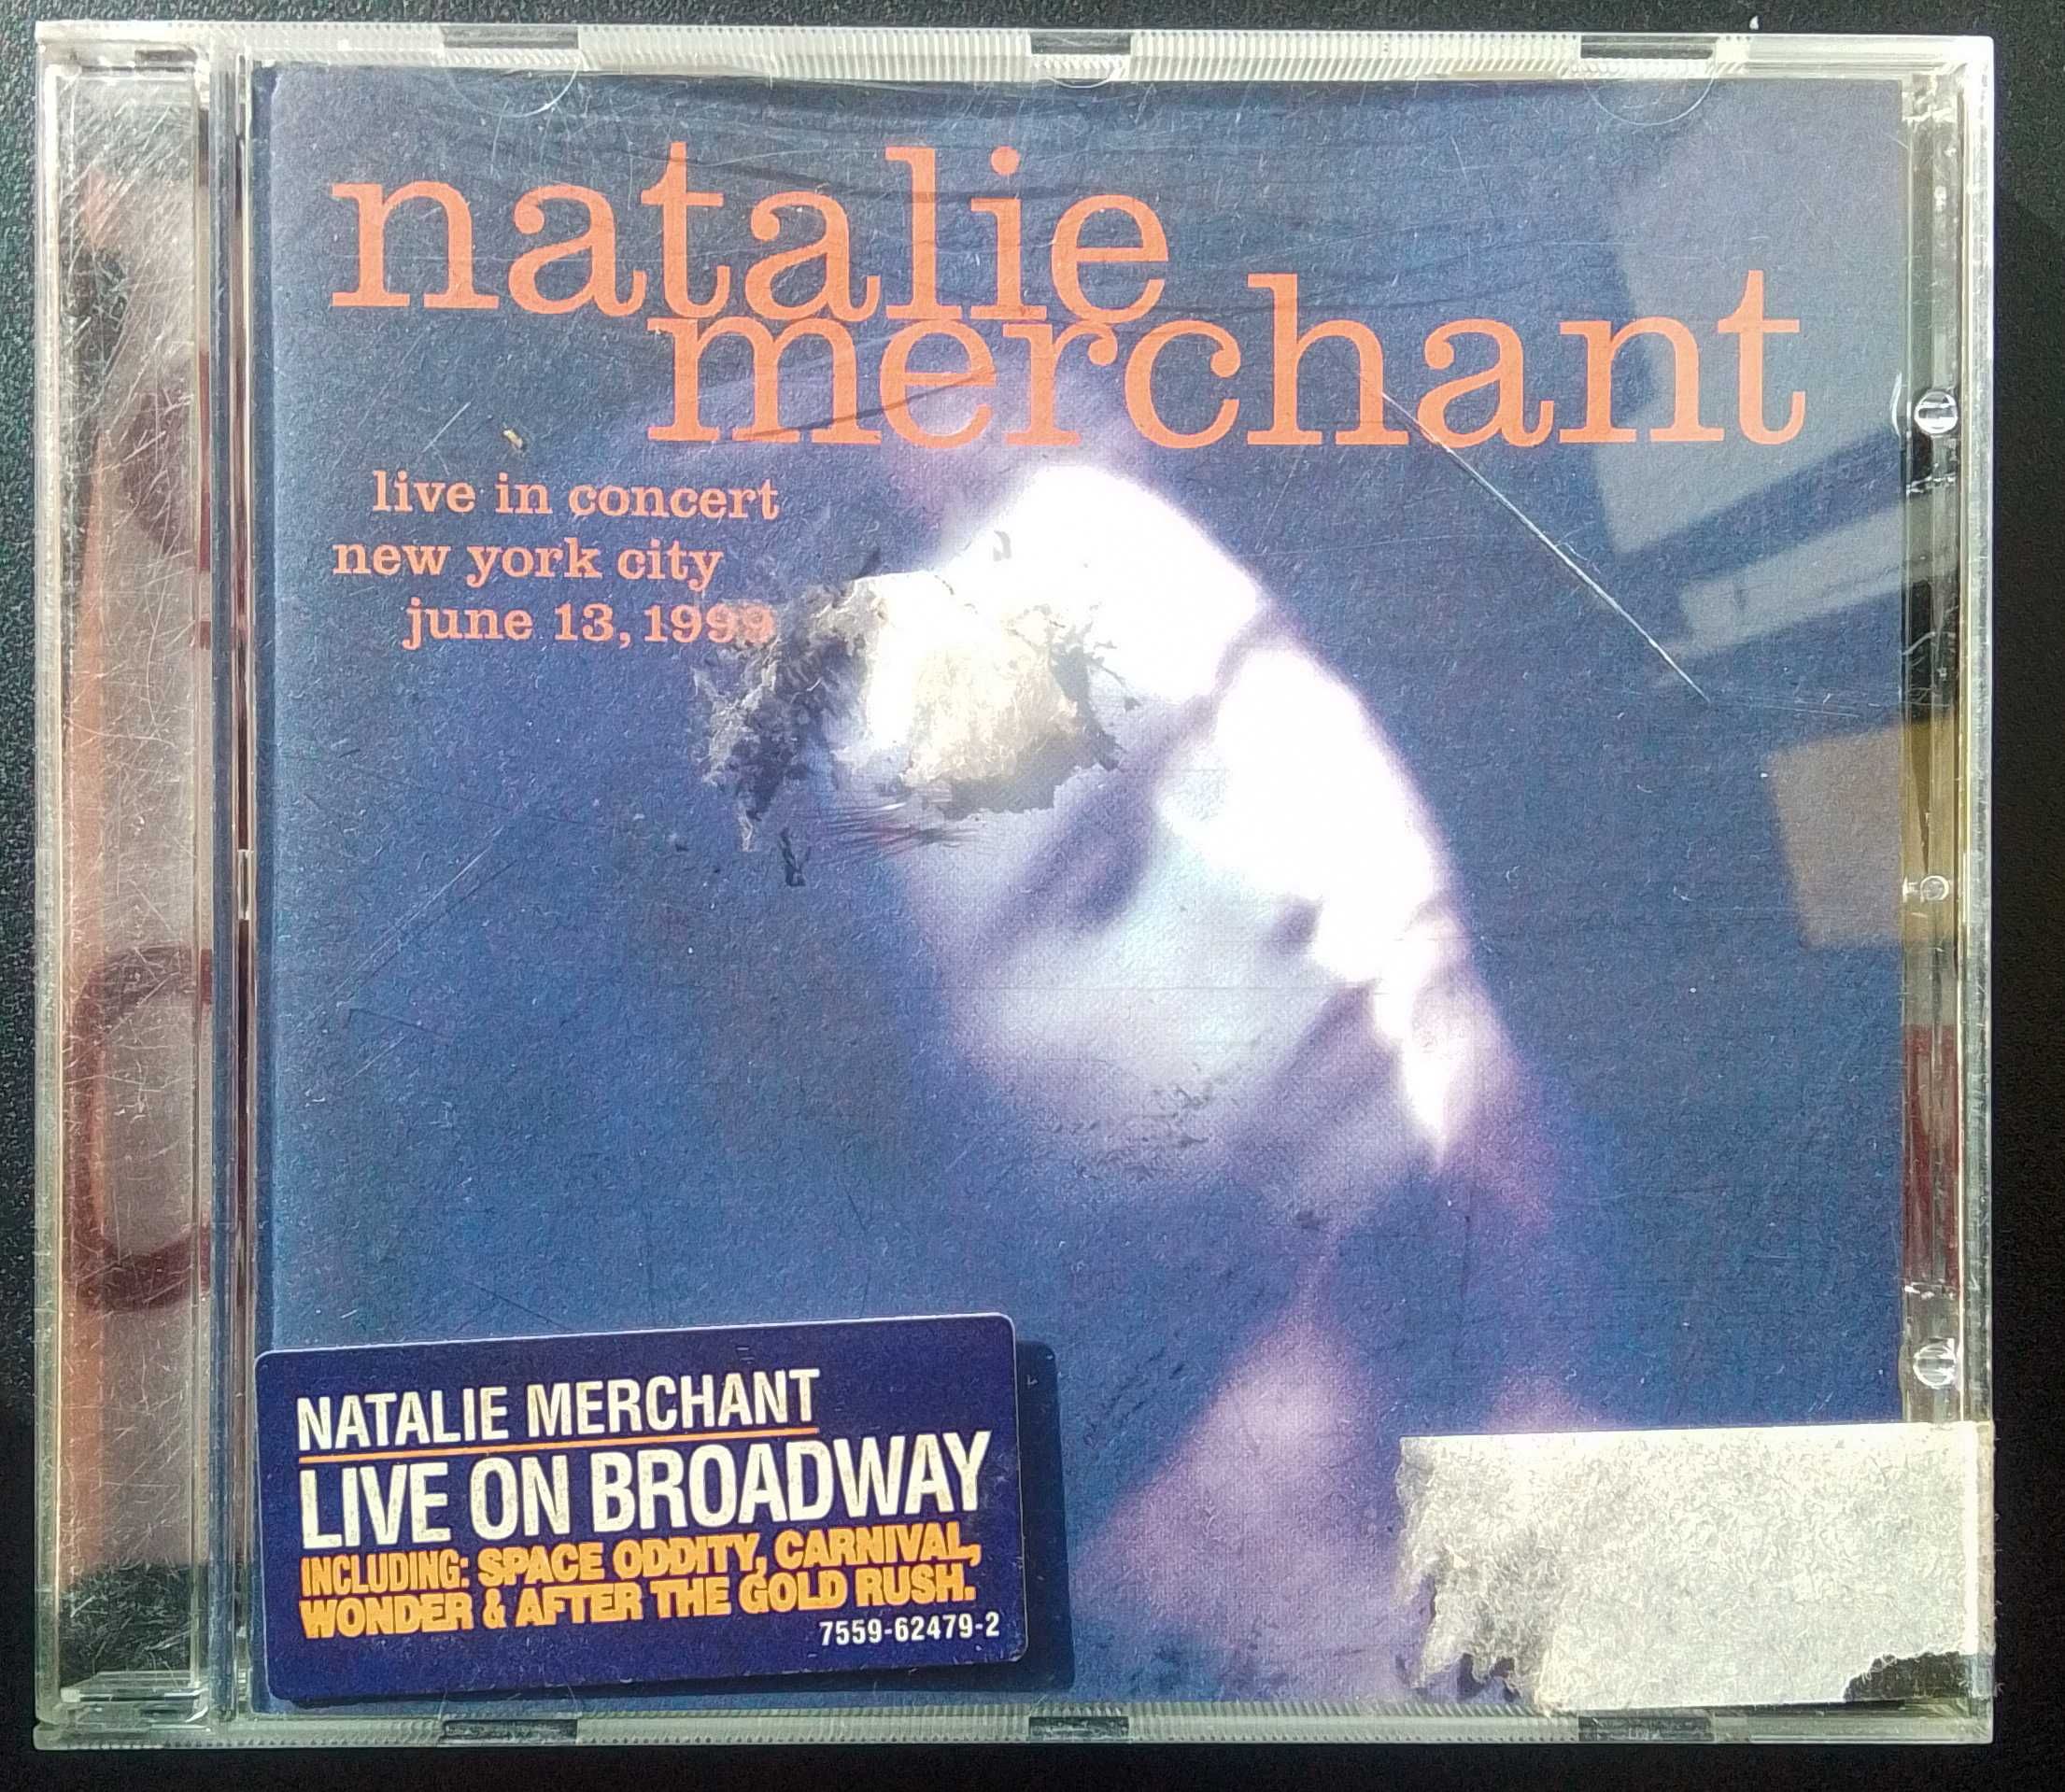 natalie
merchant
live in concert
new york city
june 13, 1999
NATALIE MERCHANT
LIVE ON BROADWAY
INCLUDING: SPACE ODDITY, CARNIVAL,
WONDER & AFTER THE GOLD RUSH.
7559-62479-2